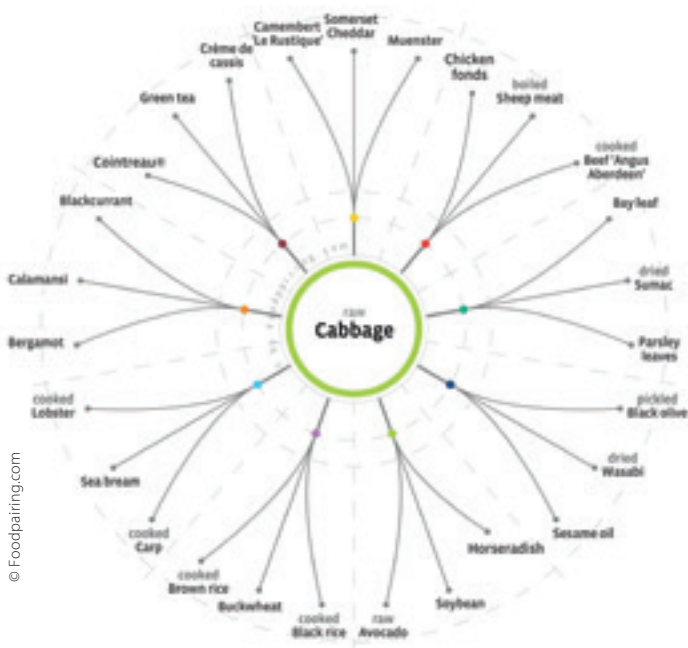 Somerset
Cheddar
Muenster
Chicken
fonds
boiled
Sheep meat
cooked
Beef 'Angus
Aberdeen'
Bay leaf
dried
Sumac
Parsley
leaves
pickled
Black olive
dried
Wasabi
Sesame oil
Horseradish
Soybean
raw
Avocado
cooked
Black rice
Buckwheat
cooked
Brown rice
cooked
Carp
Sea bream
cooked
Lobster
Bergamot
Calamansi
Blackcurrant
Cointreau®
Green tea
Crème de
cassis
Camembert
'Le Rustique'
raw
Cabbage
© Foodpairing.com